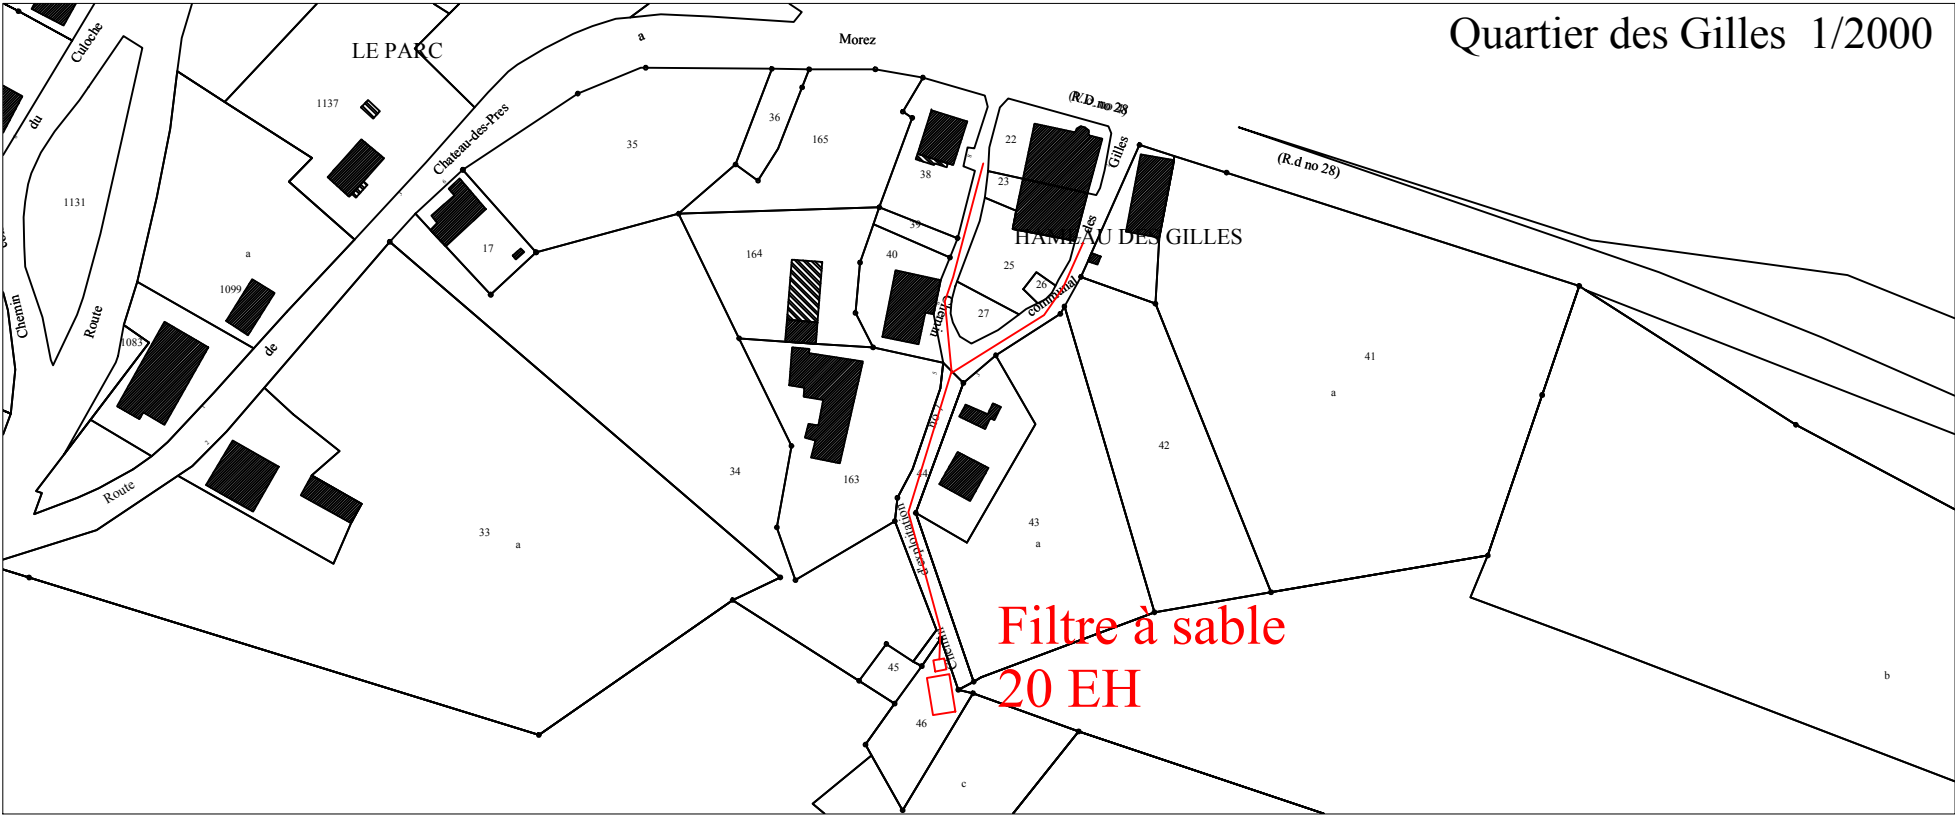 Quartier des Gilles 1/2000
LE PARC
Culoche
du
Chemin
Route
Route
de
Chateau-des-Pres
a
Morez
(R.d no 28)
HAMEAU DES GILLES
Gilles
des
communal
Chemin
no 7
d'exploitation
Chemin
1137
1131
a
1099
1083
17
35
36
165
38
39
40
164
22
23
25
26
27
41
a
42
43
a
44
163
34
33
a
45
46
b
c
Filtre à sable
20 EH